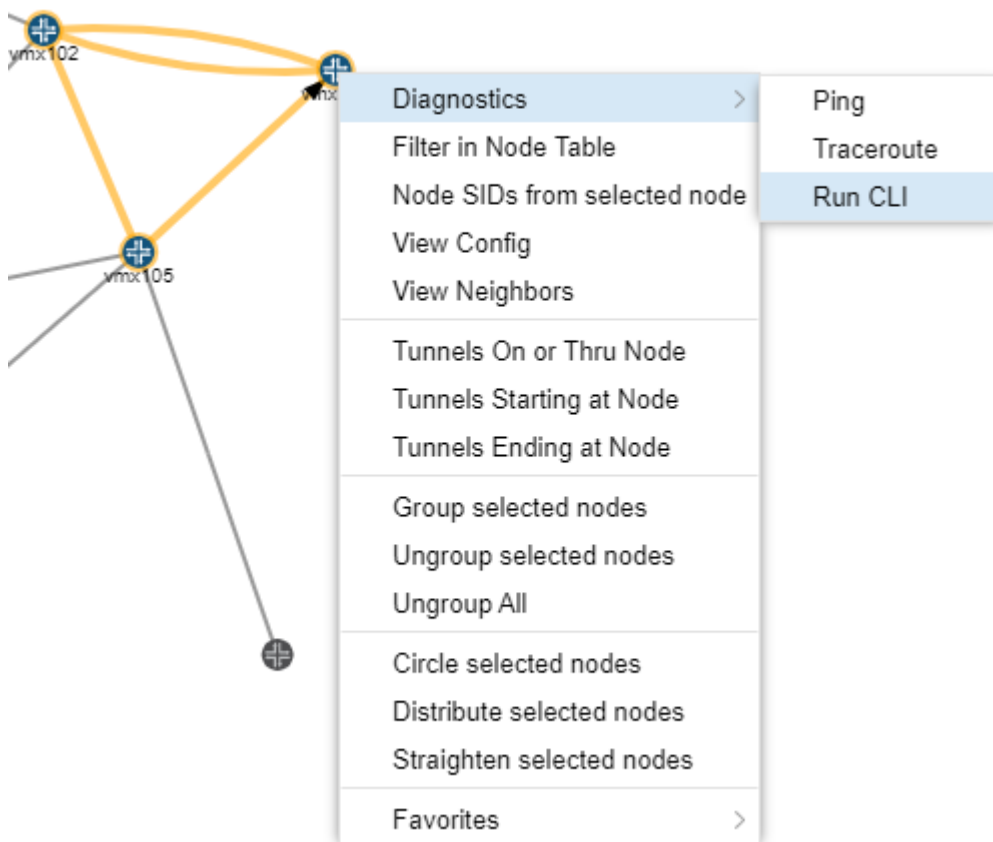 vmx102
vmx
Diagnostics
Ping
Filter in Node Table
Traceroute
Node SIDs from selected node
Run CLI
View Config
View Neighbors
vmx105
Tunnels On or Thru Node
Tunnels Starting at Node
Tunnels Ending at Node
Group selected nodes
Ungroup selected nodes
Ungroup All
Circle selected nodes
Distribute selected nodes
Straighten selected nodes
Favorites